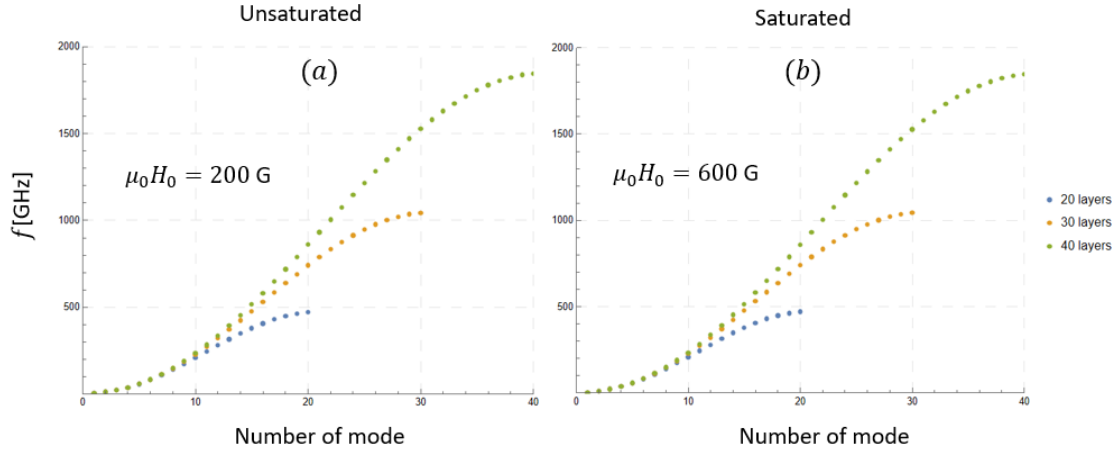 Unsaturated
Saturated
2000
1500
1000
500
0
10
20
30
40
(a)
μ₀H₀ = 200 G
f[GHz]
Number of mode
2000
1500
1000
500
0
10
20
30
40
(b)
μ₀H₀ = 600 G
Number of mode
20 layers
30 layers
40 layers